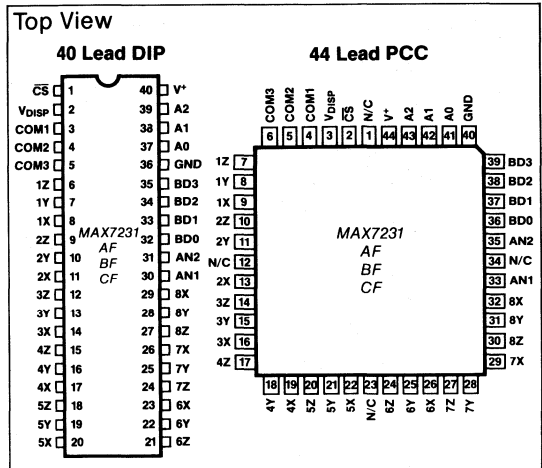 Top View
40 Lead DIP
CS 1
VDISP 2
COM1 3
COM2 4
COM3 5
1Z 6
1Y 7
1X 8
2Z 9
2Y 10
2X 11
3Z 12
3Y 13
3X 14
4Z 15
4Y 16
4X 17
5Z 18
5Y 19
5X 20
MAX7231
AF
BF
CF
40 V+
39 A2
38 A1
37 A0
36 GND
35 BD3
34 BD2
33 BD1
32 BD0
31 AN2
30 AN1
29 8X
28 8Y
27 8Z
26 7X
25 7Y
24 7Z
23 6X
22 6Y
21 6Z
44 Lead PCC
COM3 COM2 COM1 VDISP CS N/C V+ A2 A1 A0 GND
6 5 4 3 2 1 44 43 42 41 40
1Z 7
1Y 8
1X 9
2Z 10
2Y 11
N/C 12
2X 13
3Z 14
3Y 15
3X 16
4Z 17
MAX7231
AF
BF
CF
39 BD3
38 BD2
37 BD1
36 BD0
35 AN2
34 N/C
33 AN1
32 8X
31 8Y
30 8Z
29 7X
18 19 20 21 22 23 24 25 26 27 28
4Y 4X 5Z 5Y 5X N/C 6Z 6Y 6X 7Z 7Y